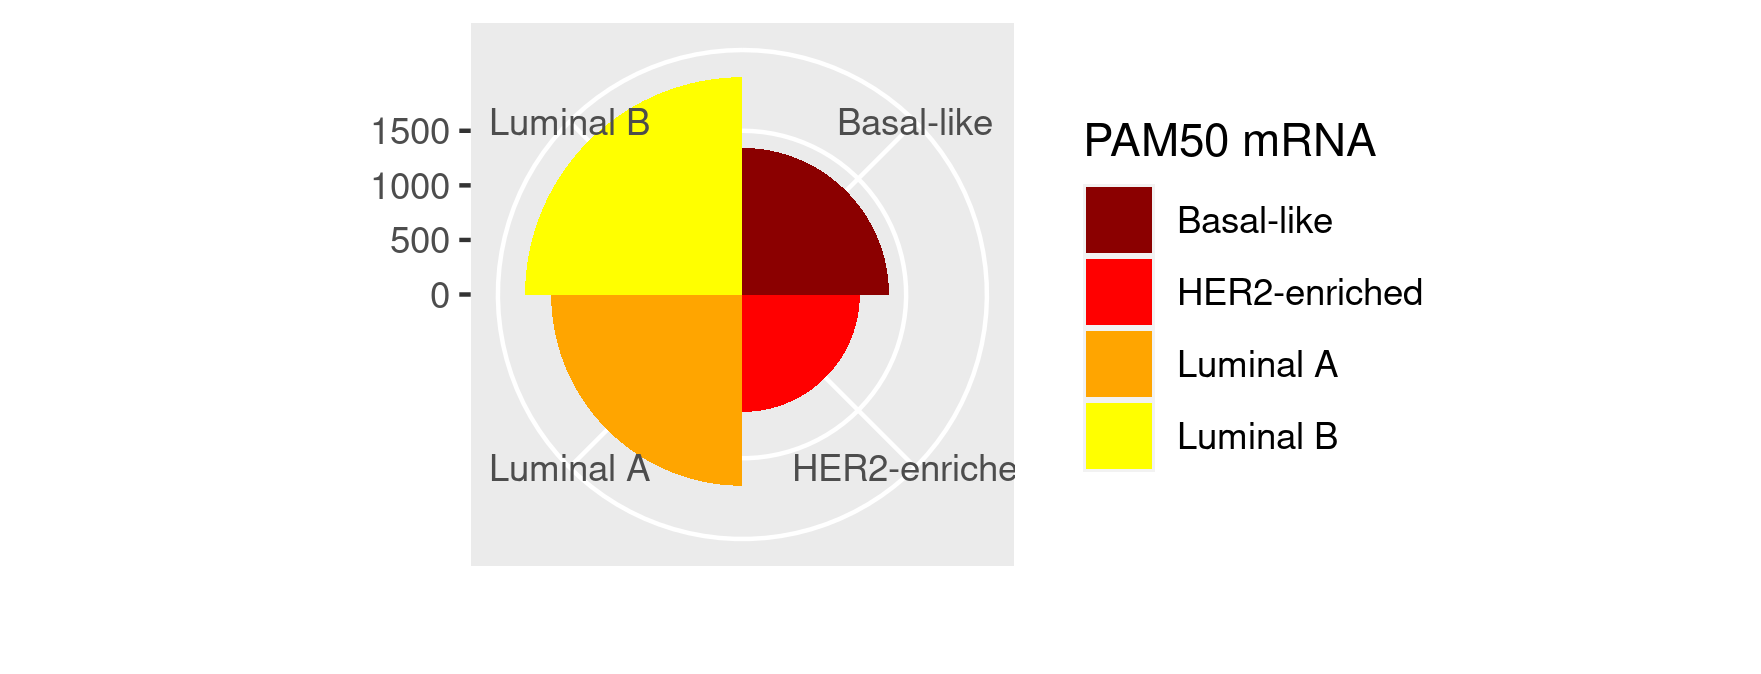 1500
1000
500
0
Luminal B
Basal-like
Luminal A
HER2-enriche
PAM50 mRNA
Basal-like
HER2-enriched
Luminal A
Luminal B